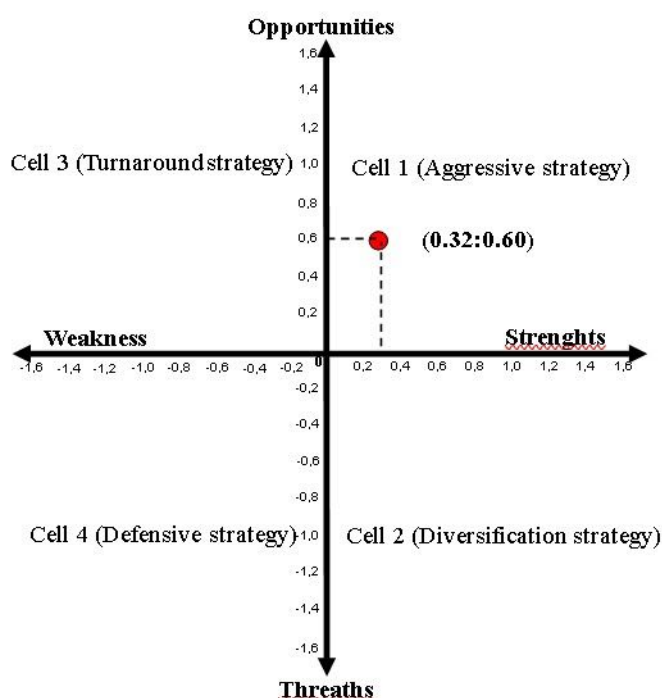 Opportunities
1,6
1,4
1,2
Cell 3 (Turnaround strategy)
1,0
Cell 1 (Aggressive strategy)
0,8
0,6
(0.32:0.60)
0,4
0,2
Weakness
Strenghts
0
-1,6 -1,4 -1,2 -1,0 -0,8 -0,6 -0,4 -0,2 0,2 0,4 0,6 0,8 1,0 1,2 1,4 1,6
-0,2
-0,4
-0,6
-0,8
Cell 4 (Defensive strategy)
-1,0
Cell 2 (Diversification strategy)
-1,2
-1,4
-1,6
Threaths